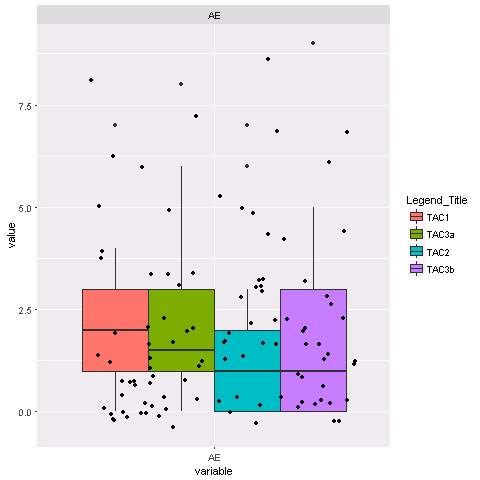 AE
7.5
5.0
2.5
0.0
value
AE
variable
Legend_Title
TAC1
TAC3a
TAC2
TAC3b